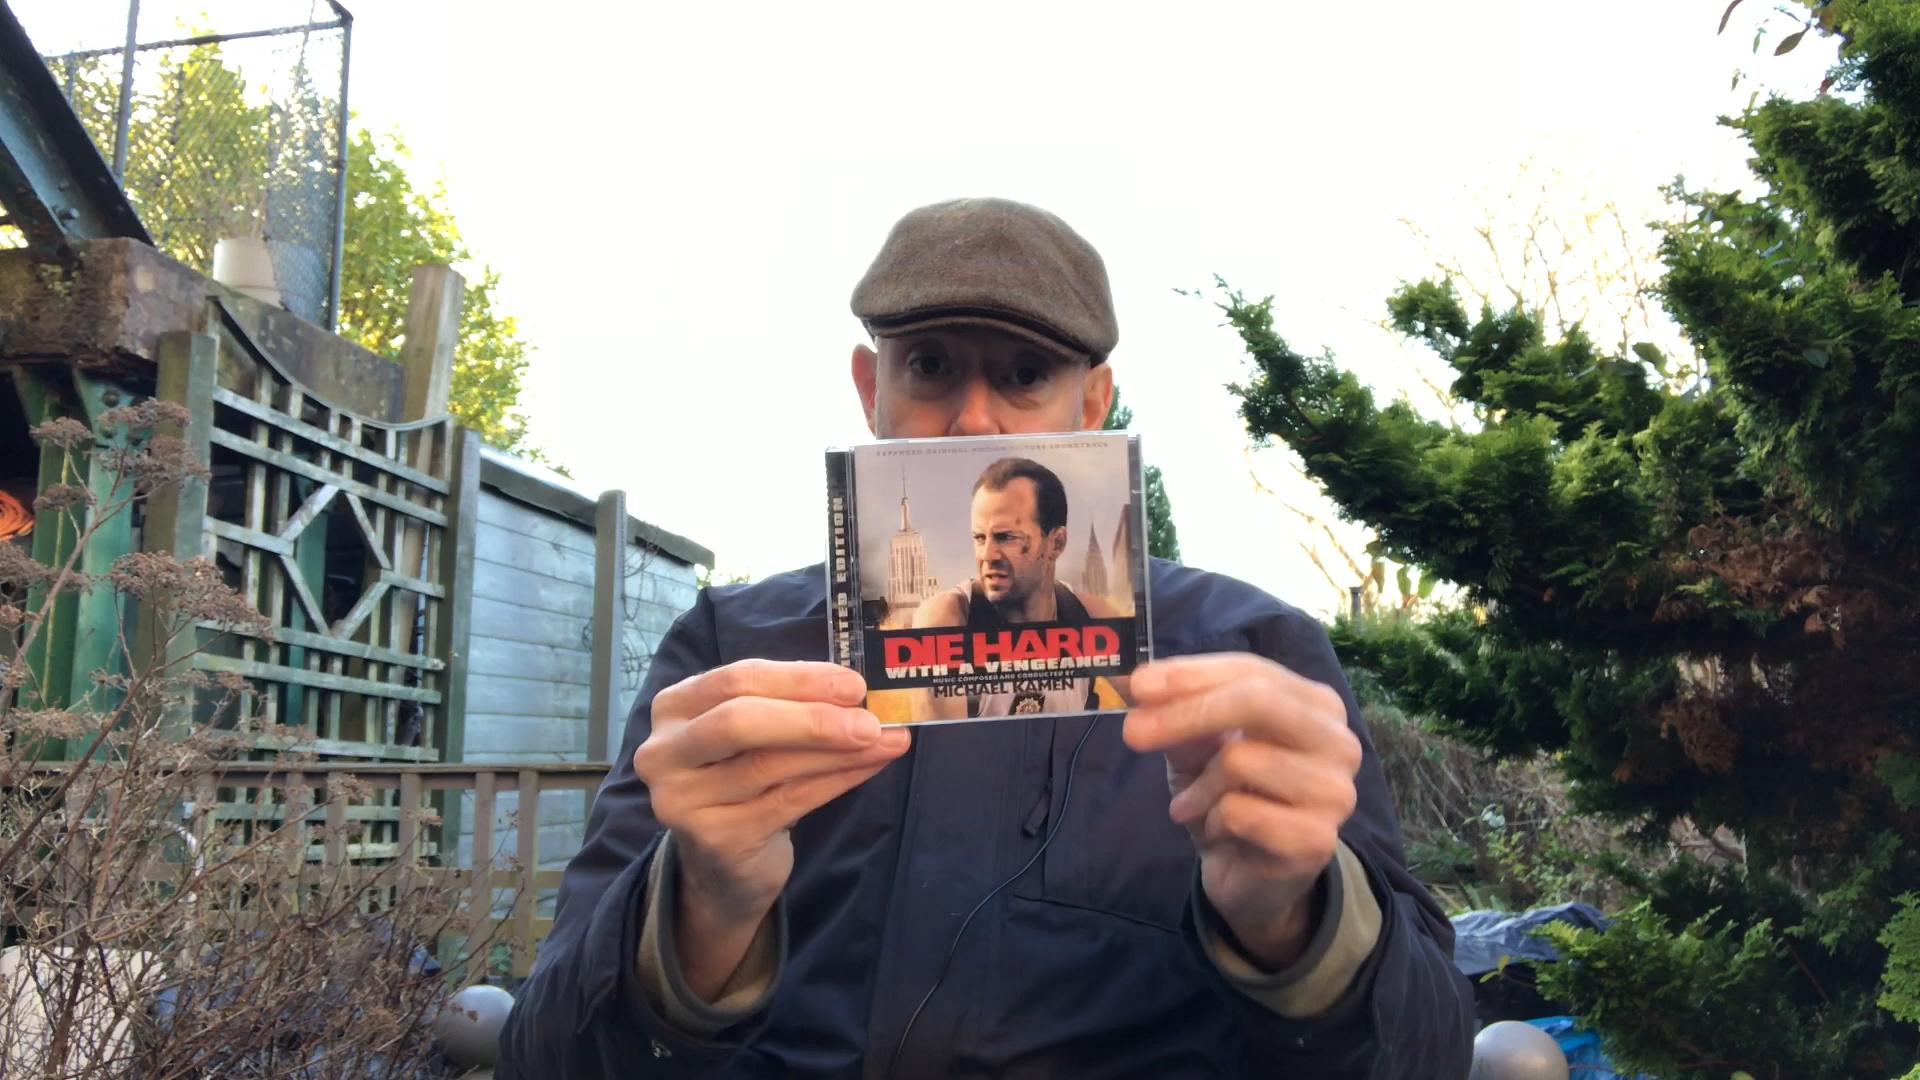 LIMITED EDITION
EXPANDED ORIGINAL MOTION PICTURE SOUNDTRACK
DIE HARD
WITH A VENGEANCE
MUSIC COMPOSED AND CONDUCTED BY
MICHAEL KAMEN